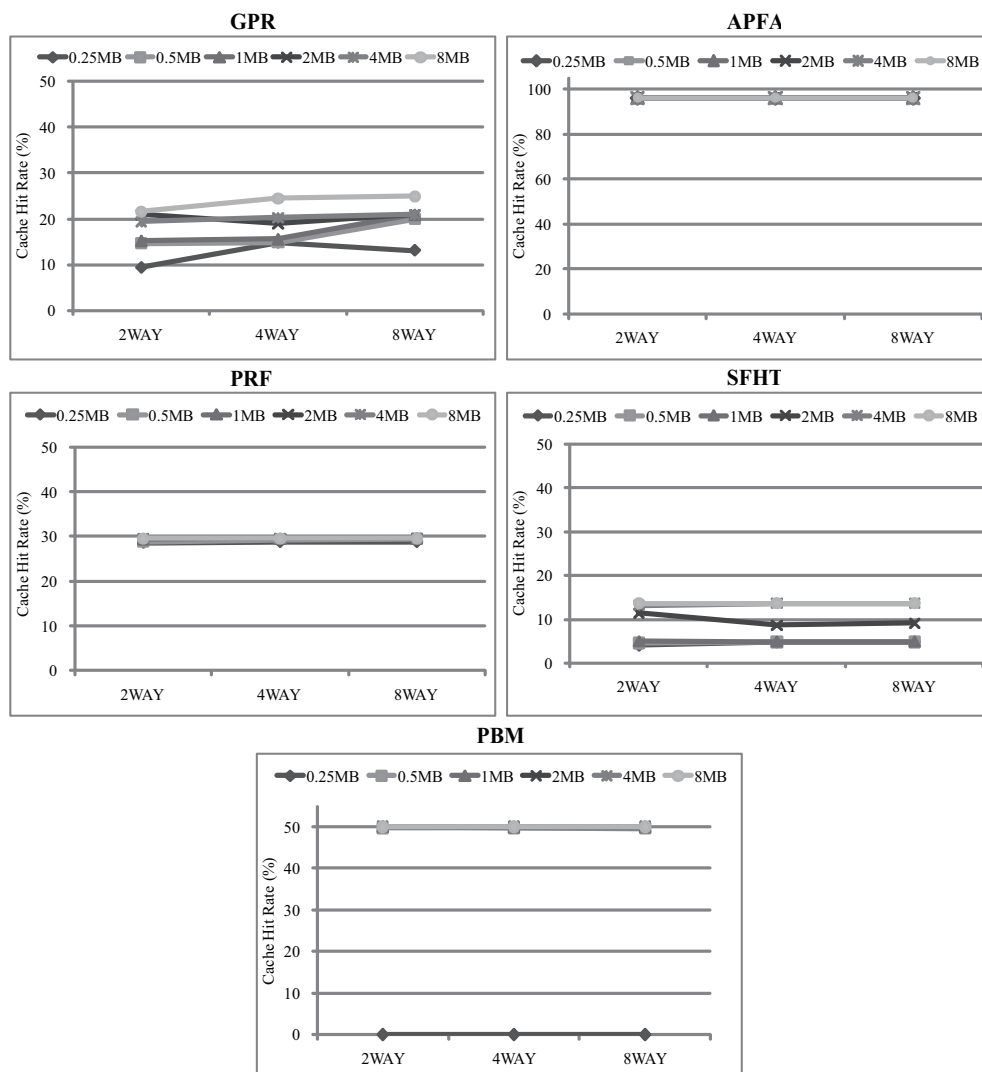 GPR
0.25MB 0.5MB 1MB 2MB 4MB 8MB
Cache Hit Rate (%)
50
40
30
20
10
0
2WAY 4WAY 8WAY
APFA
0.25MB 0.5MB 1MB 2MB 4MB 8MB
Cache Hit Rate (%)
100
80
60
40
20
0
2WAY 4WAY 8WAY
PRF
0.25MB 0.5MB 1MB 2MB 4MB 8MB
Cache Hit Rate (%)
50
40
30
20
10
0
2WAY 4WAY 8WAY
SFHT
0.25MB 0.5MB 1MB 2MB 4MB 8MB
Cache Hit Rate (%)
50
40
30
20
10
0
2WAY 4WAY 8WAY
PBM
0.25MB 0.5MB 1MB 2MB 4MB 8MB
Cache Hit Rate (%)
50
40
30
20
10
0
2WAY 4WAY 8WAY